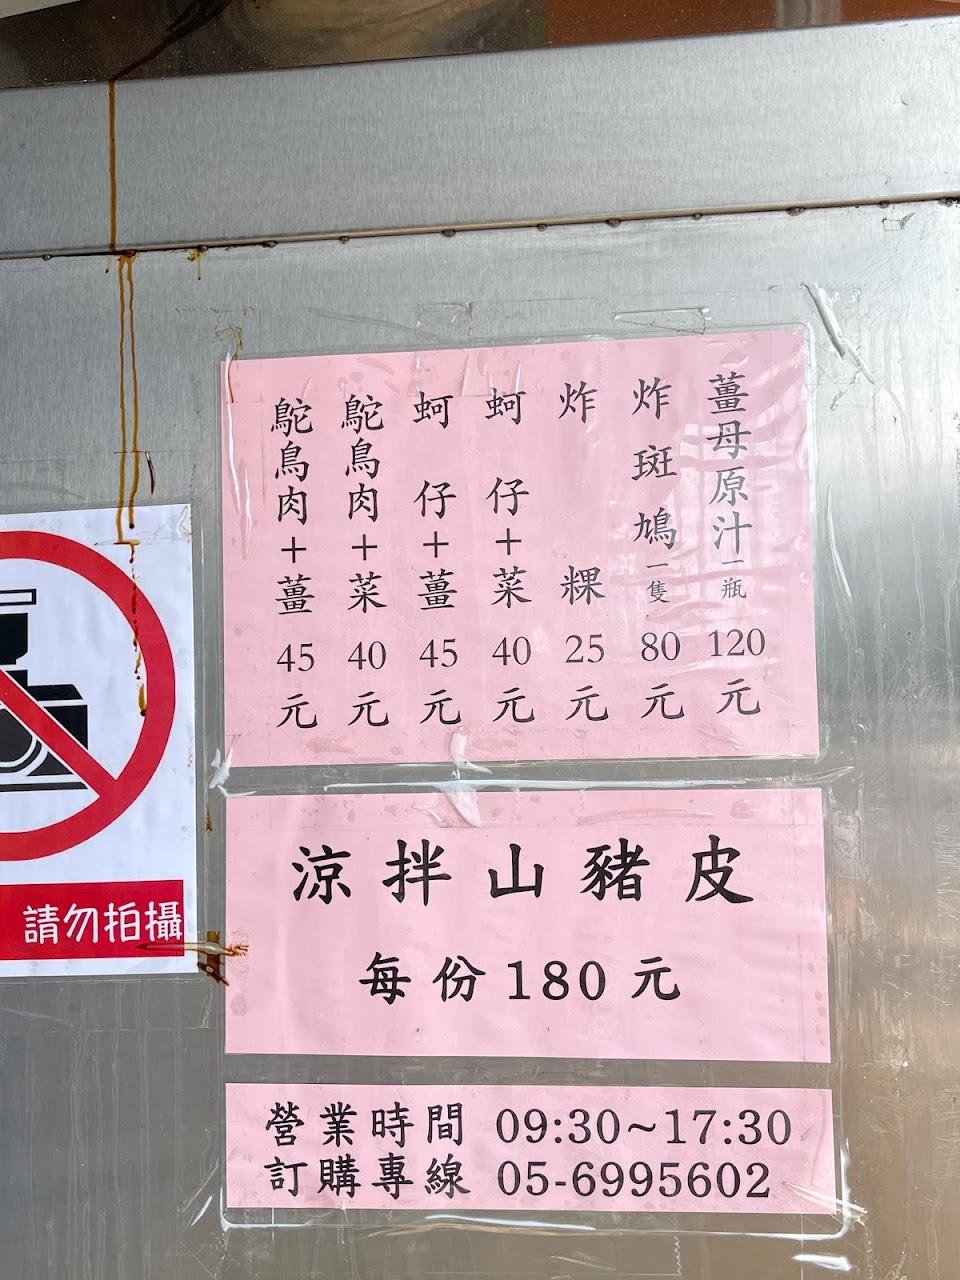 薑母原汁一瓶120元
炸斑鳩一隻80元
炸粿25元
蚵仔+菜40元
蚵仔+薑45元
鴕鳥肉+菜40元
鴕鳥肉+薑45元
涼拌山豬皮
每份180元
營業時間 09:30~17:30
訂購專線 05-6995602
請勿拍攝